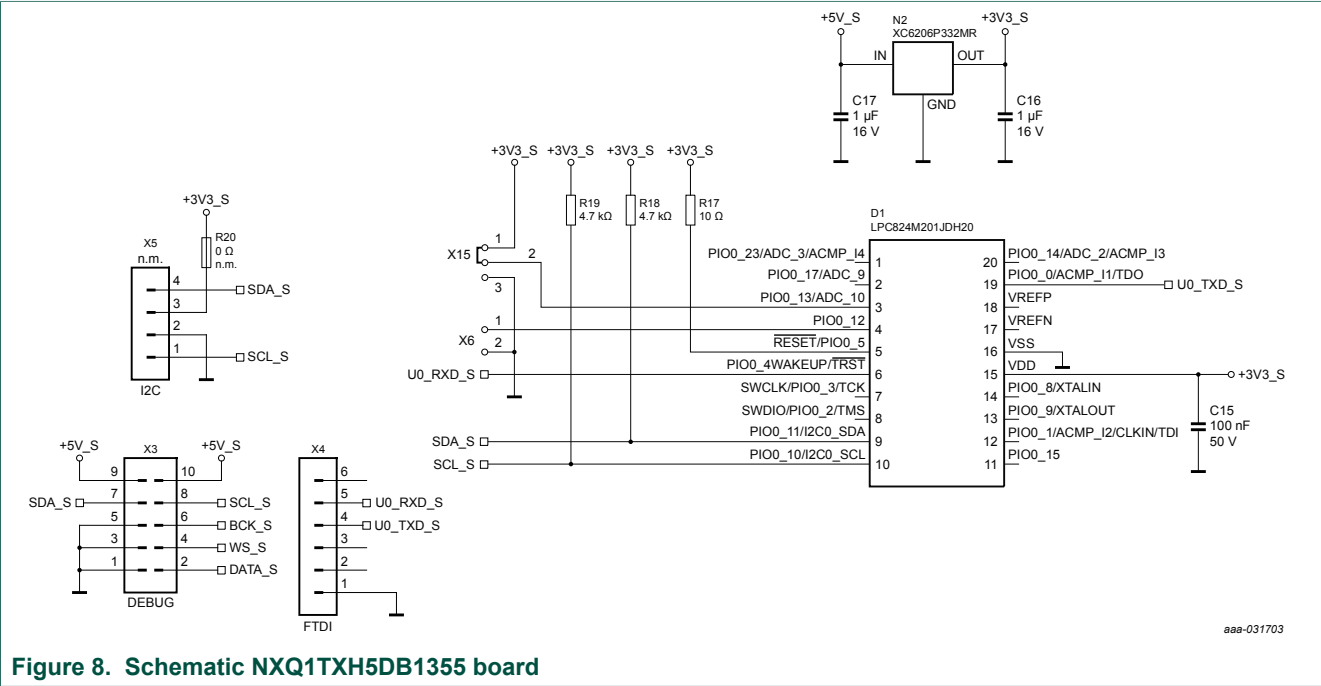 +5V_S
N2
XC6206P332MR
+3V3_S
IN
OUT
GND
C17
1 µF
16 V
C16
1 µF
16 V
+3V3_S +3V3_S +3V3_S +3V3_S
R19
4.7 kΩ
R18
4.7 kΩ
R17
10 Ω
+3V3_S
R20
0 Ω
n.m.
X5
n.m.
4
3
2
1
SDA_S
SCL_S
I2C
X15
1
2
3
X6
1
2
U0_RXD_S
SDA_S
SCL_S
D1
LPC824M201JDH20
PIO0_23/ADC_3/ACMP_I4
1
PIO0_17/ADC_9
2
PIO0_13/ADC_10
3
PIO0_12
4
RESET/PIO0_5
5
PIO0_4WAKEUP/TRST
6
SWCLK/PIO0_3/TCK
7
SWDIO/PIO0_2/TMS
8
PIO0_11/I2C0_SDA
9
PIO0_10/I2C0_SCL
10
20
PIO0_14/ADC_2/ACMP_I3
19
PIO0_0/ACMP_I1/TDO
U0_TXD_S
18
VREFP
17
VREFN
16
VSS
15
VDD
+3V3_S
14
PIO0_8/XTALIN
13
PIO0_9/XTALOUT
12
PIO0_1/ACMP_I2/CLKIN/TDI
11
PIO0_15
C15
100 nF
50 V
+5V_S
X3
+5V_S
9
10
SDA_S
7
8
SCL_S
5
6
BCK_S
3
4
WS_S
1
2
DATA_S
DEBUG
X4
6
5
U0_RXD_S
4
U0_TXD_S
3
2
1
FTDI
aaa-031703
Figure 8. Schematic NXQ1TXH5DB1355 board